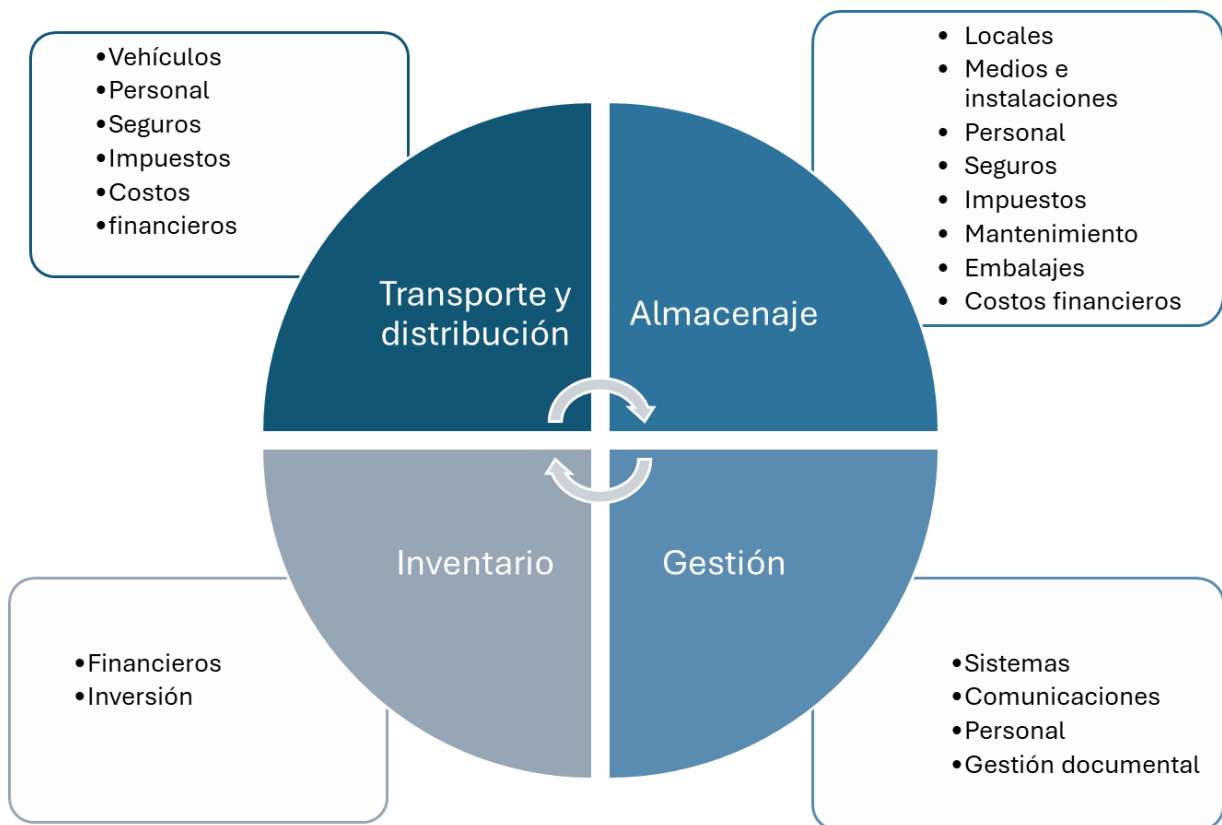 •Vehículos
•Personal
•Seguros
•Impuestos
•Costos
•financieros
• Locales
• Medios e
instalaciones
• Personal
• Seguros
• Impuestos
• Mantenimiento
• Embalajes
• Costos financieros
Transporte y
distribución
Almacenaje
Inventario
Gestión
•Financieros
•Inversión
•Sistemas
•Comunicaciones
•Personal
•Gestión documental